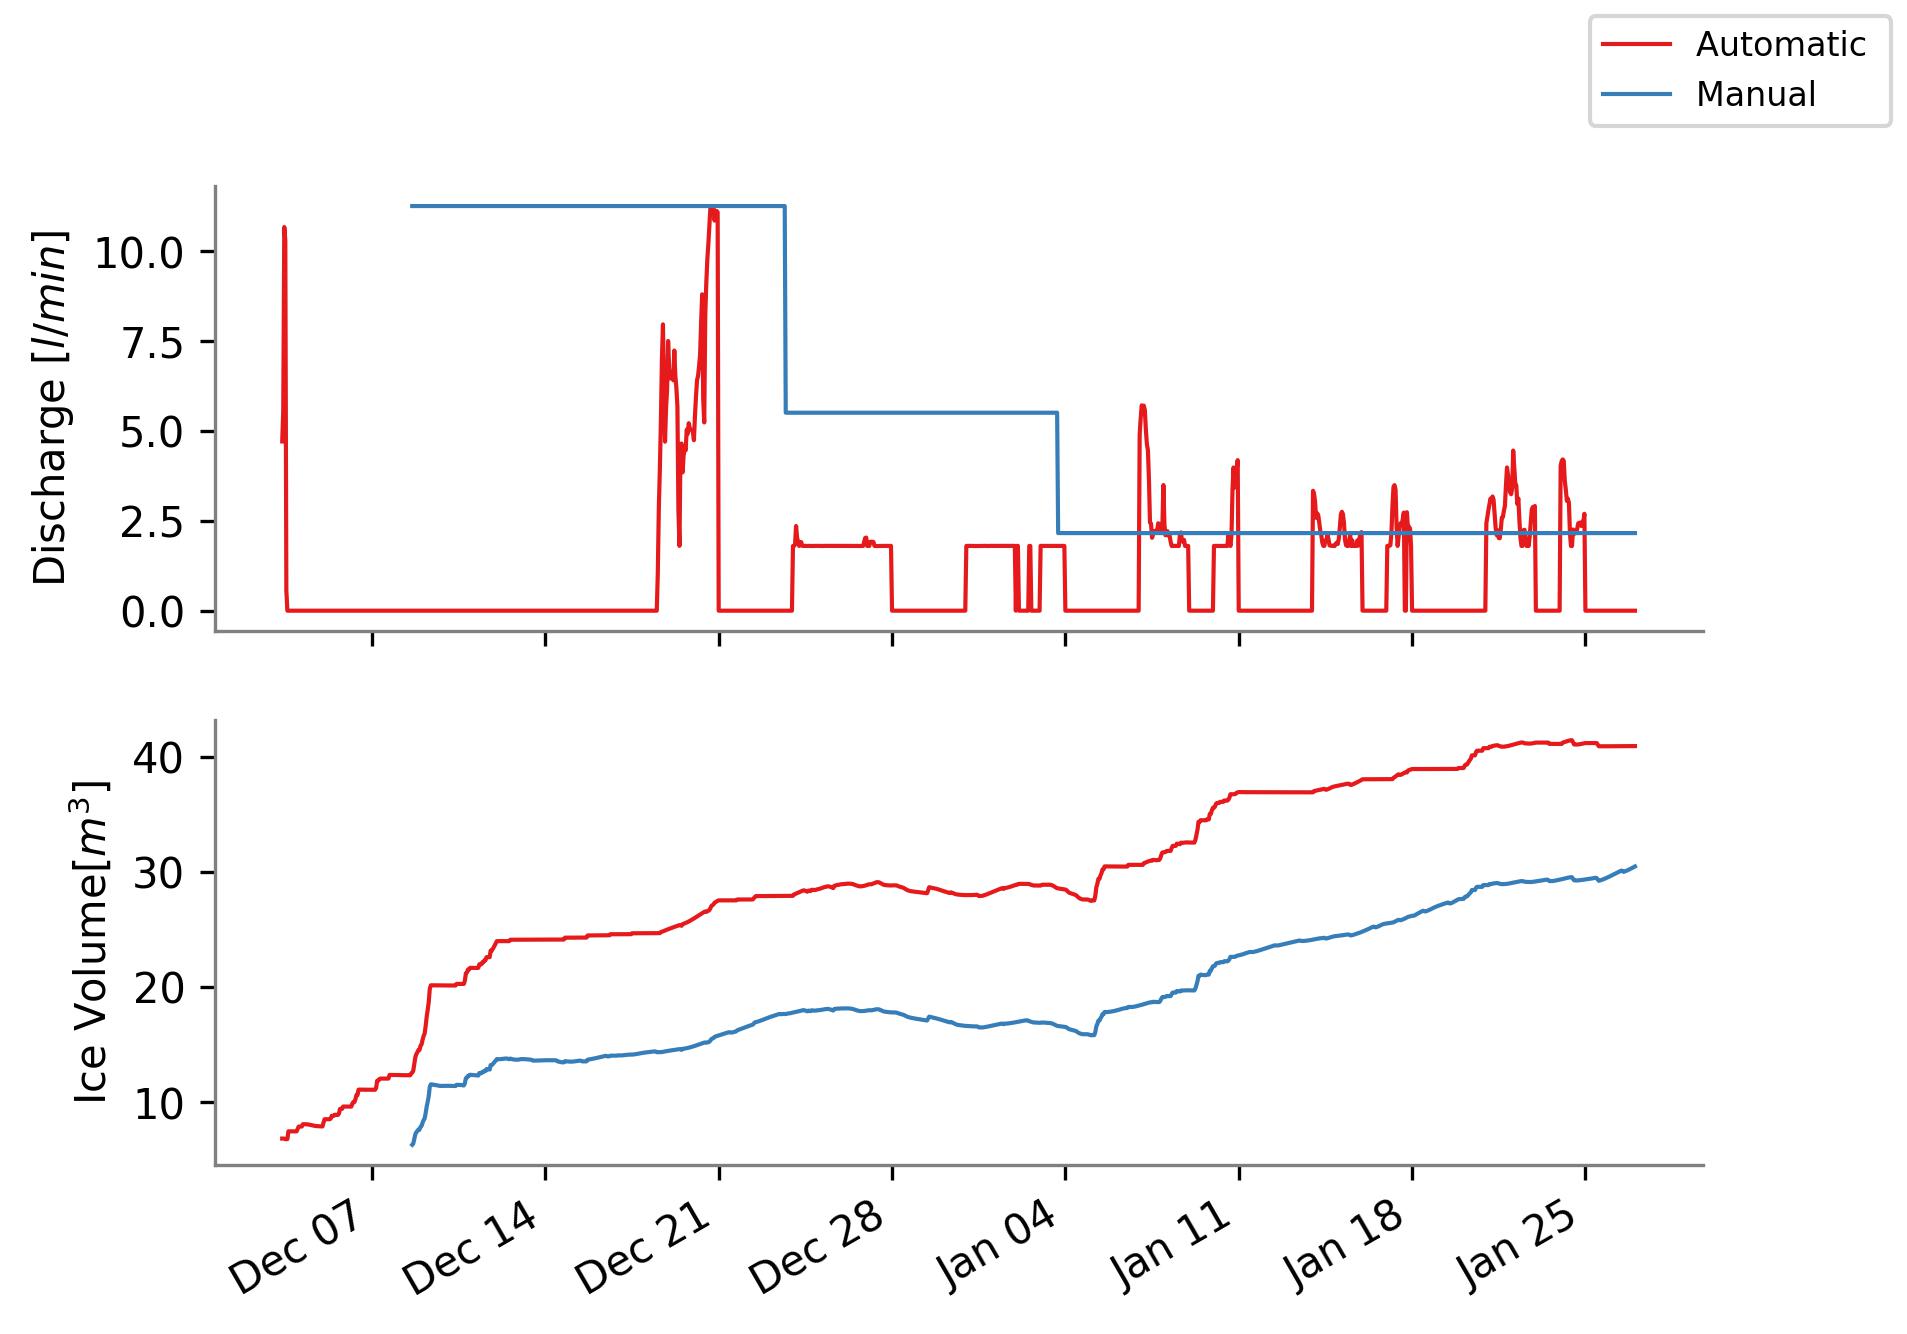 Automatic
Manual
Discharge [l/min]
10.0
7.5
5.0
2.5
0.0
Ice Volume[m³]
40
30
20
10
Dec 07
Dec 14
Dec 21
Dec 28
Jan 04
Jan 11
Jan 18
Jan 25